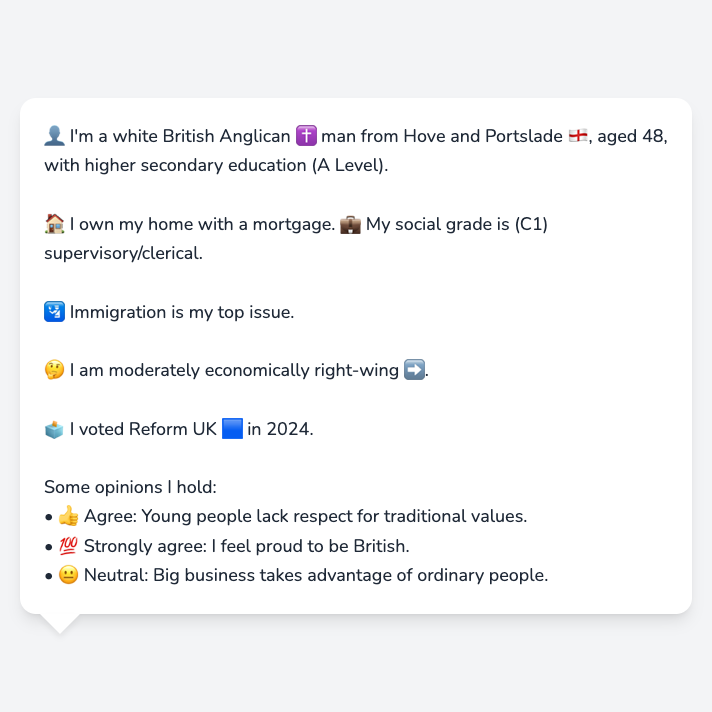 👤 I'm a white British Anglican ✝️ man from Hove and Portslade 🏴󠁧󠁢󠁥󠁮󠁧󠁿, aged 48,
with higher secondary education (A Level).
🏠 I own my home with a mortgage. 💼 My social grade is (C1)
supervisory/clerical.
🛂 Immigration is my top issue.
🤔 I am moderately economically right-wing ➡️.
🗳️ I voted Reform UK 🟦 in 2024.
Some opinions I hold:
• 👍 Agree: Young people lack respect for traditional values.
• 💯 Strongly agree: I feel proud to be British.
• 😐 Neutral: Big business takes advantage of ordinary people.